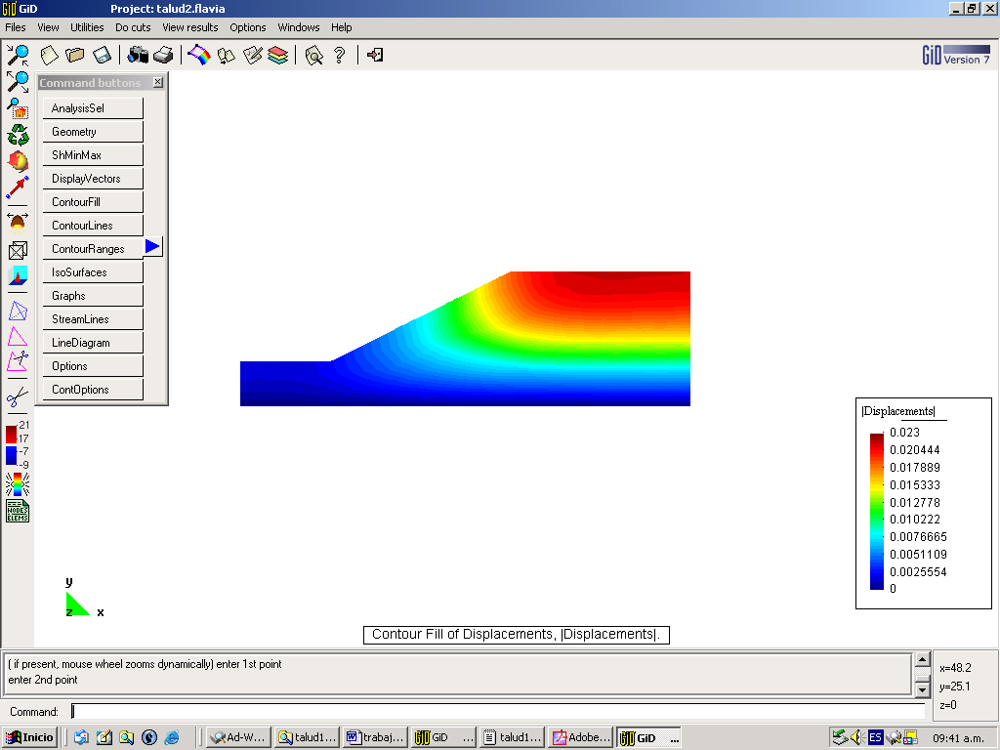 GiD GiD Project: talud2.flavia
Files View Utilities Do cuts View results Options Windows Help
GiD Version 7
Command buttons
AnalysisSel
Geometry
ShMinMax
DisplayVectors
ContourFill
ContourLines
ContourRanges
IsoSurfaces
Graphs
StreamLines
LineDiagram
Options
ContOptions
21
17
-7
-9
NODES
ELEMS
|Displacements|
0.023
0.020444
0.017889
0.015333
0.012778
0.010222
0.0076665
0.0051109
0.0025554
0
y
z x
Contour Fill of Displacements, |Displacements|.
( if present, mouse wheel zooms dynamically) enter 1st point
enter 2nd point
x=48.2
y=25.1
z=0
Command:
Inicio Ad-W... talud1... trabaj... GiD ... talud1... Adobe... GiD ... ES 09:41 a.m.